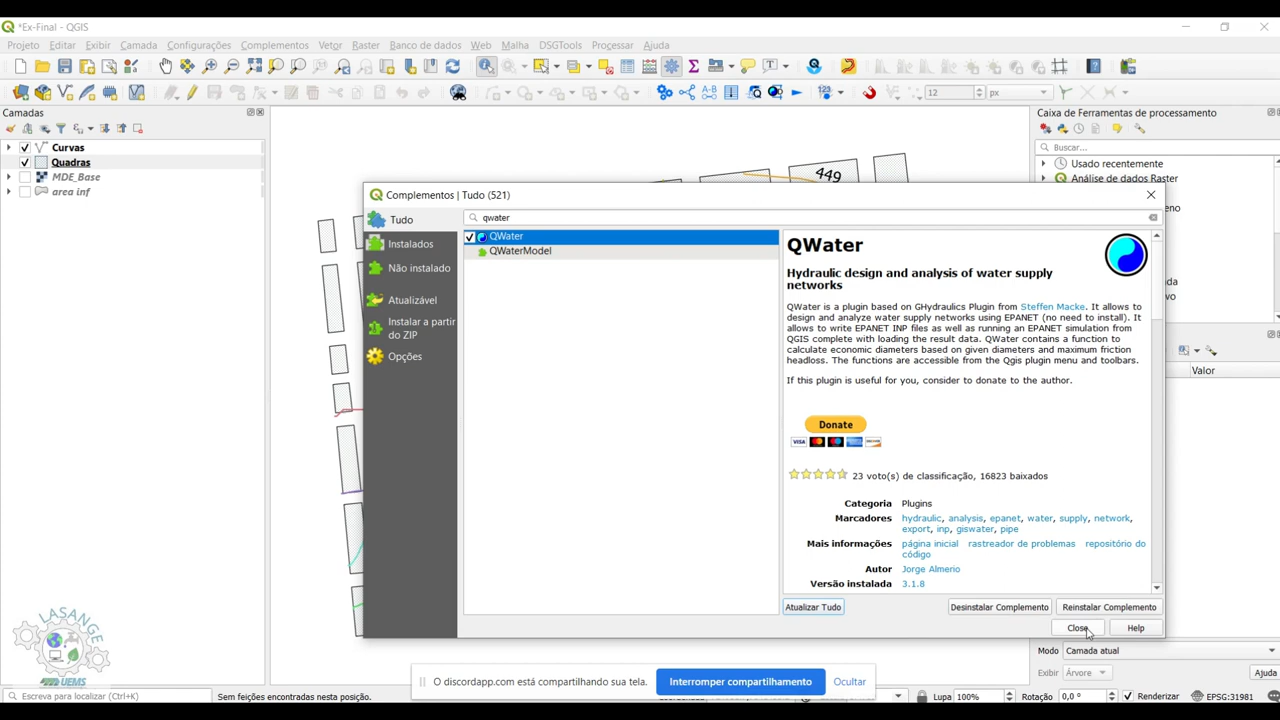 *Ex-Final - QGIS
Projeto Editar Exibir Camada Configurações Complementos Vetor Raster Banco de dados Web Malha DSGTools Processar Ajuda
12 px
Camadas
Curvas
Quadras
MDE_Base
area inf
449
Caixa de Ferramentas de processamento
Buscar...
Usado recentemente
Análise de dados Raster
Valor
Complementos | Tudo (521)
Tudo
Instalados
Não instalado
Atualizável
Instalar a partir
do ZIP
Opções
qwater
QWater
QWaterModel
QWater
Hydraulic design and analysis of water supply
networks
QWater is a plugin based on GHydraulics Plugin from Steffen Macke. It allows to
design and analyze water supply networks using EPANET (no need to install). It
allows to write EPANET INP files as well as running an EPANET simulation from
QGIS complete with loading the result data. QWater contains a function to
calculate economic diameters based on given diameters and maximum friction
headloss. The functions are accessible from the Qgis plugin menu and toolbars.
If this plugin is useful for you, consider to donate to the author.
Donate
23 voto(s) de classificação, 16823 baixados
Categoria Plugins
Marcadores hydraulic, analysis, epanet, water, supply, network,
export, inp, giswater, pipe
Mais informações página inicial rastreador de problemas repositório do
código
Autor Jorge Almerio
Versão instalada 3.1.8
Atualizar Tudo Desinstalar Complemento Reinstalar Complemento
Close Help
LASANGE
UEMS
Modo Camada atual
Exibir Árvore Ajuda
O discordapp.com está compartilhando sua tela. Interromper compartilhamento Ocultar
Escreva para localizar (Ctrl+K) Sem feições encontradas nesta posição. Lupa 100% Rotação 0,0 ° Renderizar EPSG:31981